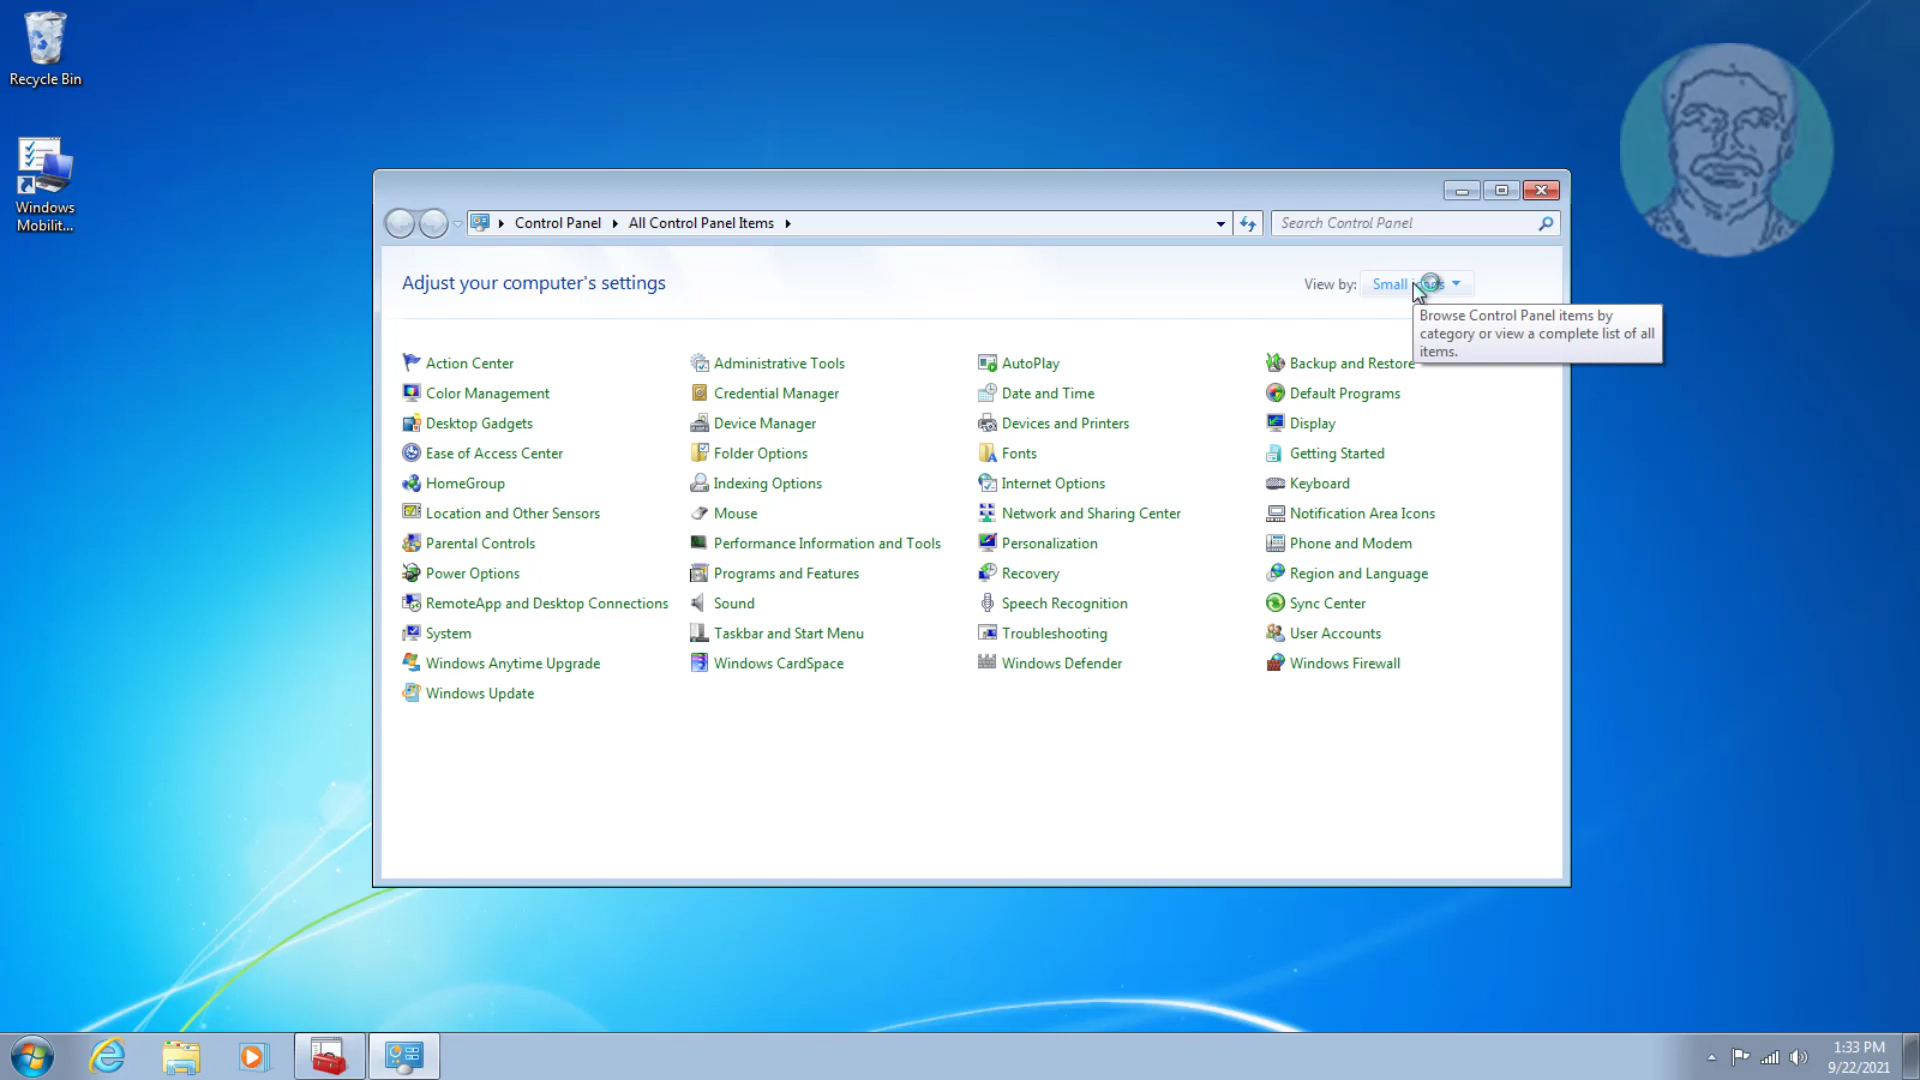 Recycle Bin
Windows
Mobilit...
Control Panel
All Control Panel Items
Search Control Panel
Adjust your computer's settings
View by:
Small icons
Browse Control Panel items by
category or view a complete list of all
items.
Action Center
Administrative Tools
AutoPlay
Backup and Restore
Color Management
Credential Manager
Date and Time
Default Programs
Desktop Gadgets
Device Manager
Devices and Printers
Display
Ease of Access Center
Folder Options
Fonts
Getting Started
HomeGroup
Indexing Options
Internet Options
Keyboard
Location and Other Sensors
Mouse
Network and Sharing Center
Notification Area Icons
Parental Controls
Performance Information and Tools
Personalization
Phone and Modem
Power Options
Programs and Features
Recovery
Region and Language
RemoteApp and Desktop Connections
Sound
Speech Recognition
Sync Center
System
Taskbar and Start Menu
Troubleshooting
User Accounts
Windows Anytime Upgrade
Windows CardSpace
Windows Defender
Windows Firewall
Windows Update
1:33 PM
9/22/2021